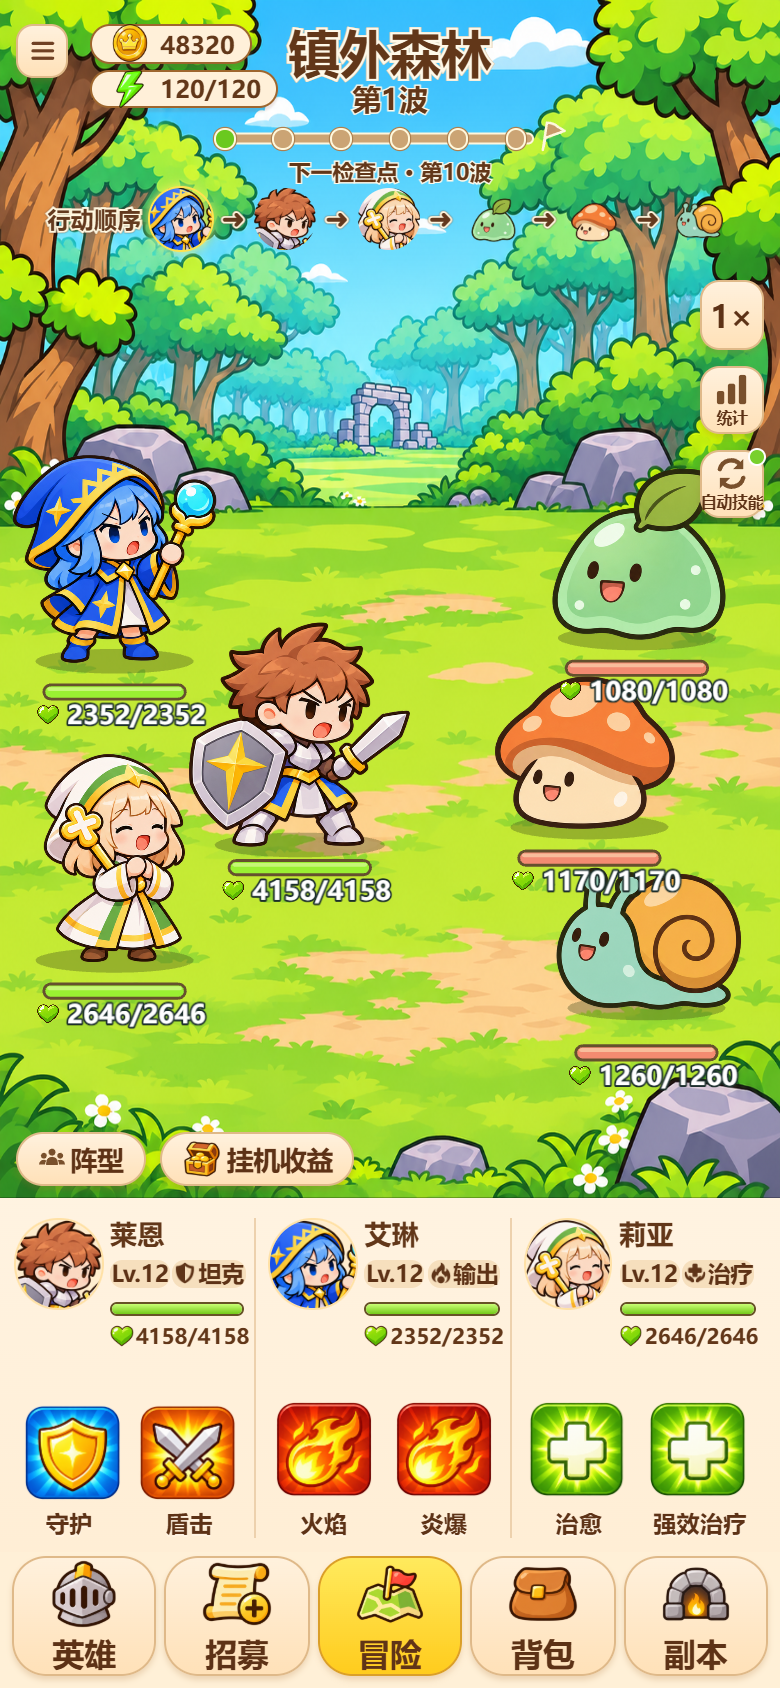 48320
120/120
镇外森林
第1波
下一检查点·第10波
行动顺序
1×
统计
自动技能
1080/1080
2352/2352
1170/1170
4158/4158
2646/2646
1260/1260
阵型
挂机收益
莱恩
Lv.12 坦克
4158/4158
艾琳
Lv.12 输出
2352/2352
莉亚
Lv.12 治疗
2646/2646
守护
盾击
火焰
炎爆
治愈
强效治疗
英雄
招募
冒险
背包
副本